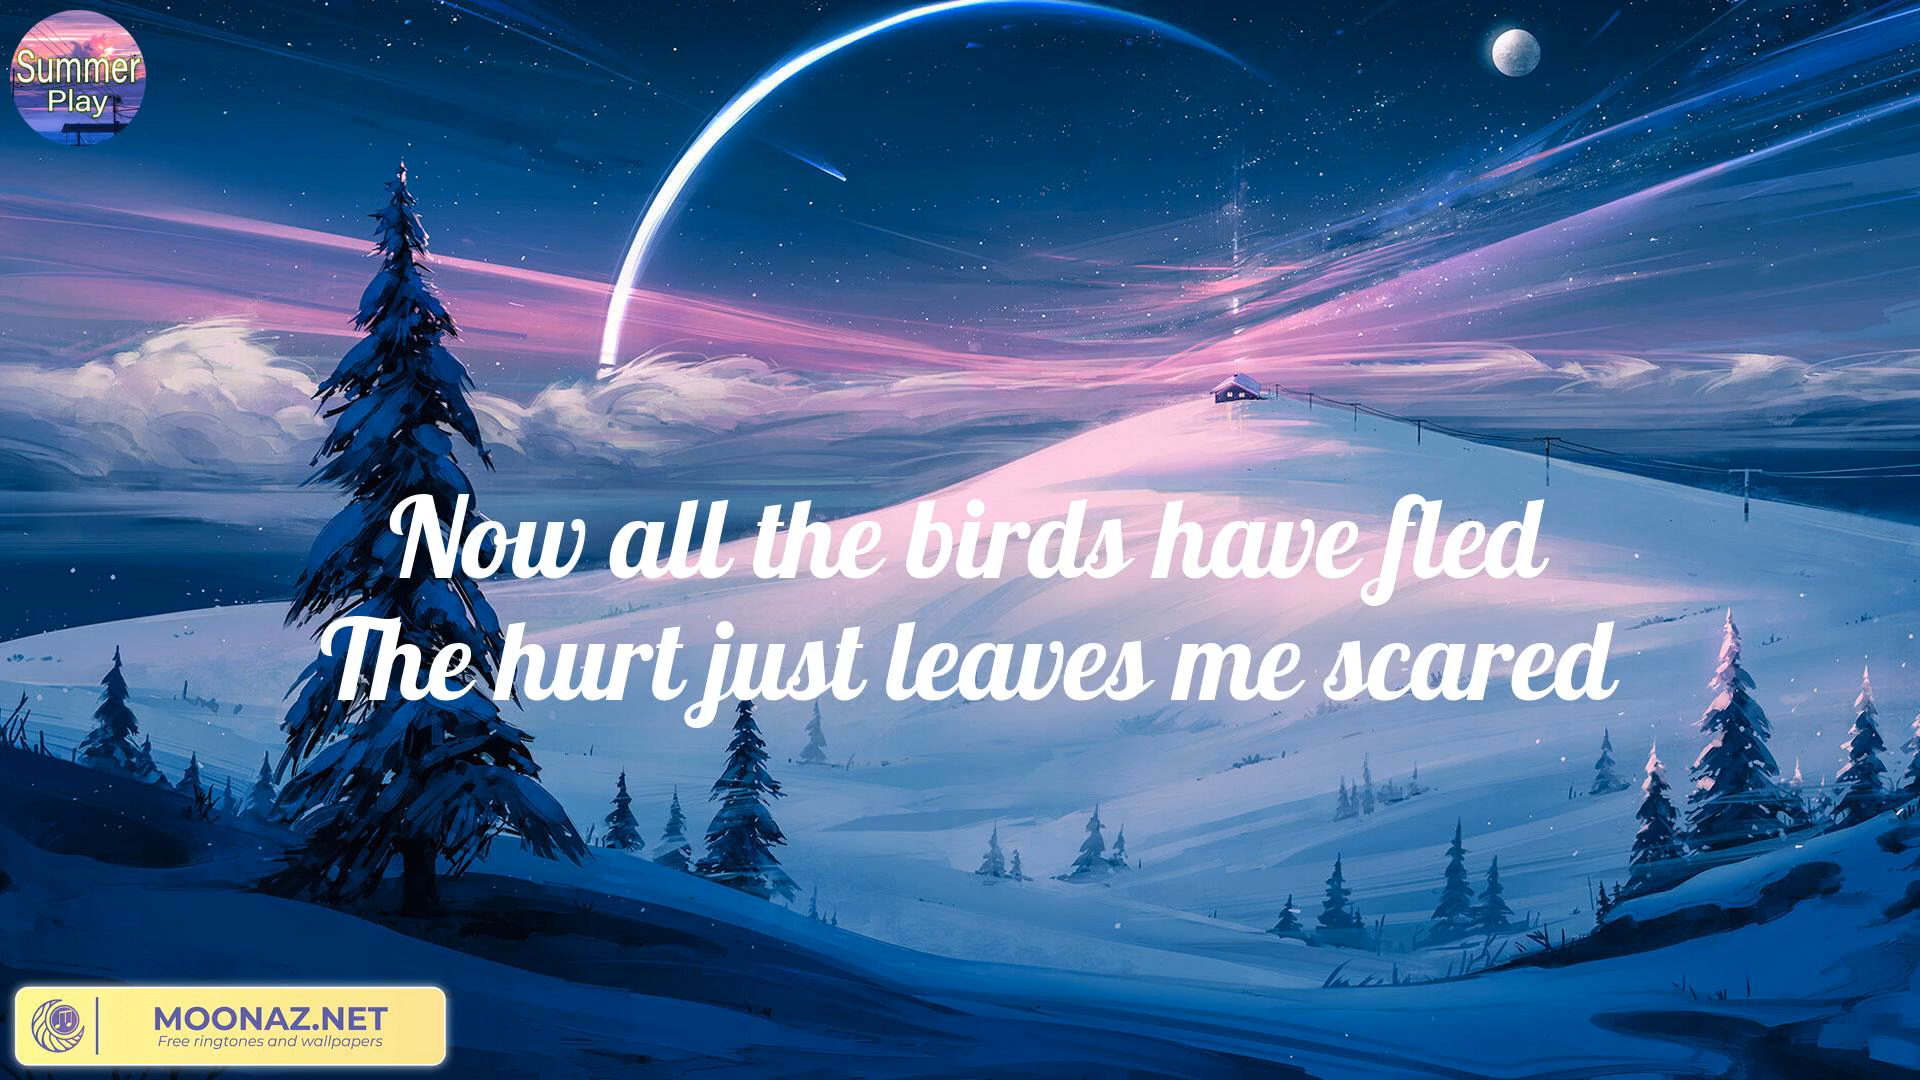 Summer
Play
Now all the birds have fled
The hurt just leaves me scared
MOONAZ.NET
Free ringtones and wallpapers